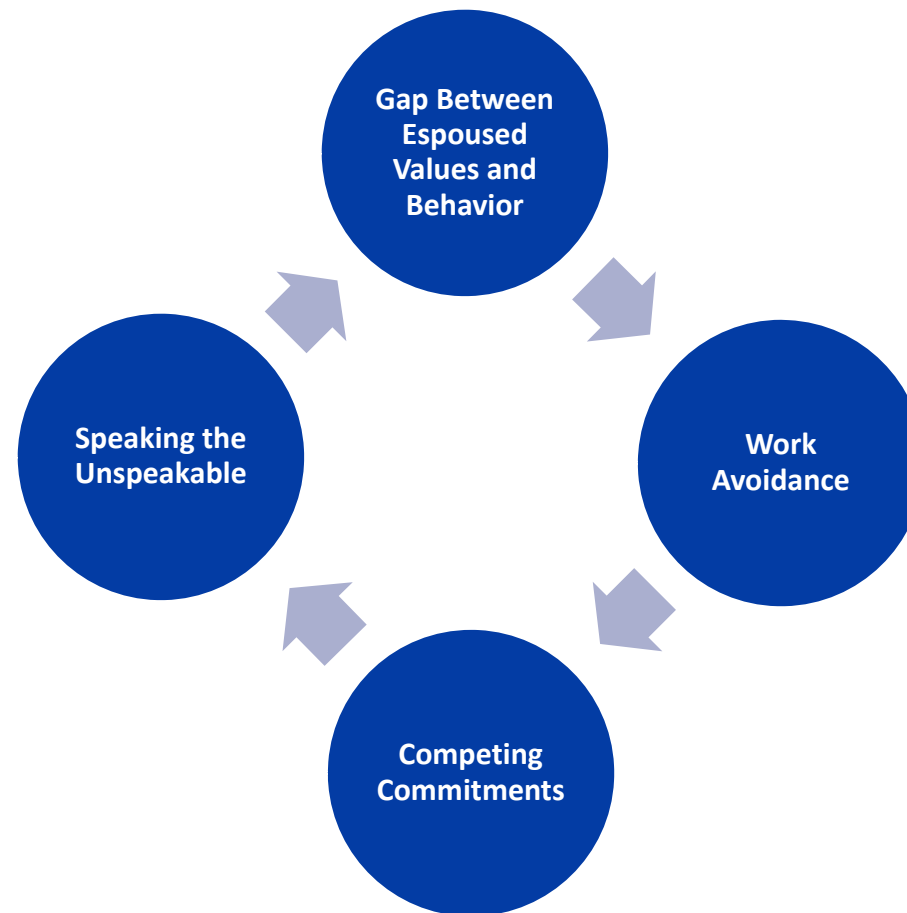 Gap Between
Espoused
Values and
Behavior
Work
Avoidance
Competing
Commitments
Speaking the
Unspeakable